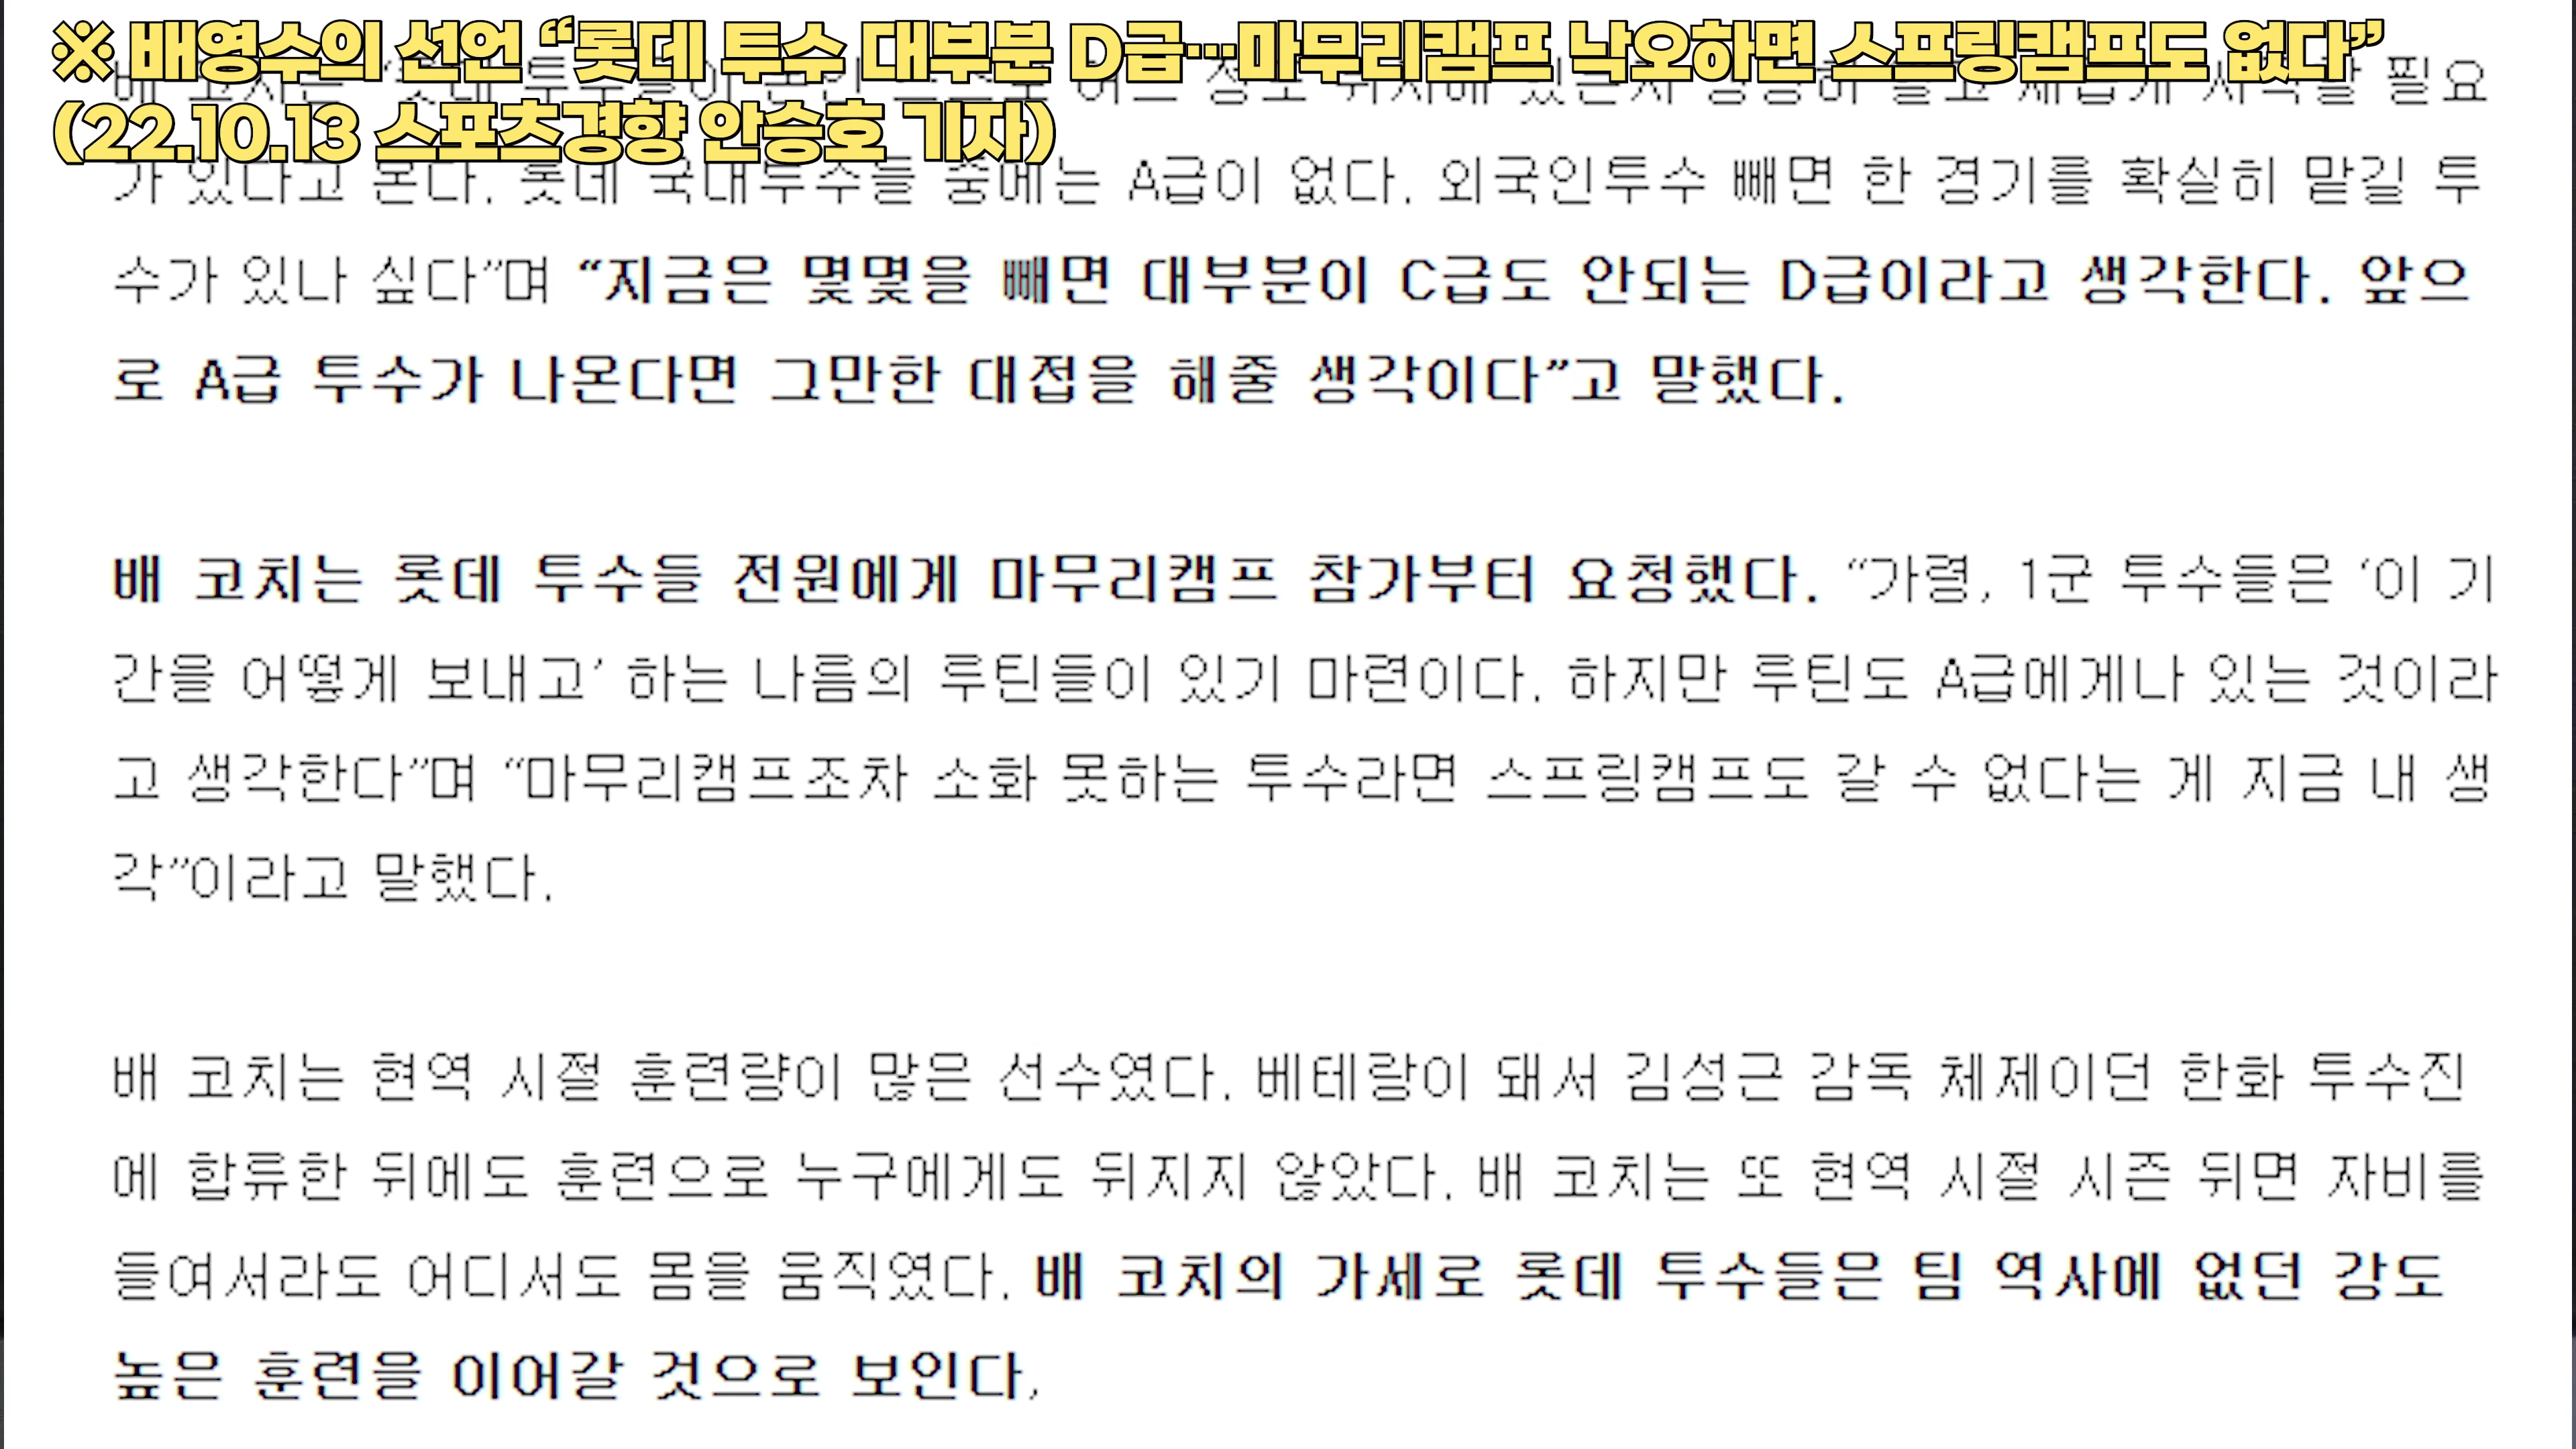 ※ 배영수의 선언 “롯데 투수 대부분 D급…마무리캠프 낙오하면 스프링캠프도 없다”
(22.10.13 스포츠경향 안승호 기자)
필요
가 있다고 본다. 롯데 국내투수들 중에는 A급이 없다. 외국인투수 빼면 한 경기를 확실히 맡길 투
수가 있나 싶다”며 “지금은 몇몇을 빼면 대부분이 C급도 안되는 D급이라고 생각한다. 앞으
로 A급 투수가 나온다면 그만한 대접을 해줄 생각이다”고 말했다.
배 코치는 롯데 투수들 전원에게 마무리캠프 참가부터 요청했다. “가령, 1군 투수들은 ‘이 기
간을 어떻게 보내고’ 하는 나름의 루틴들이 있기 마련이다. 하지만 루틴도 A급에게나 있는 것이라
고 생각한다”며 “마무리캠프조차 소화 못하는 투수라면 스프링캠프도 갈 수 없다는 게 지금 내 생
각”이라고 말했다.
배 코치는 현역 시절 훈련량이 많은 선수였다. 베테랑이 돼서 김성근 감독 체제이던 한화 투수진
에 합류한 뒤에도 훈련으로 누구에게도 뒤지지 않았다. 배 코치는 또 현역 시절 시즌 뒤면 자비를
들여서라도 어디서도 몸을 움직였다. 배 코치의 가세로 롯데 투수들은 팀 역사에 없던 강도
높은 훈련을 이어갈 것으로 보인다,